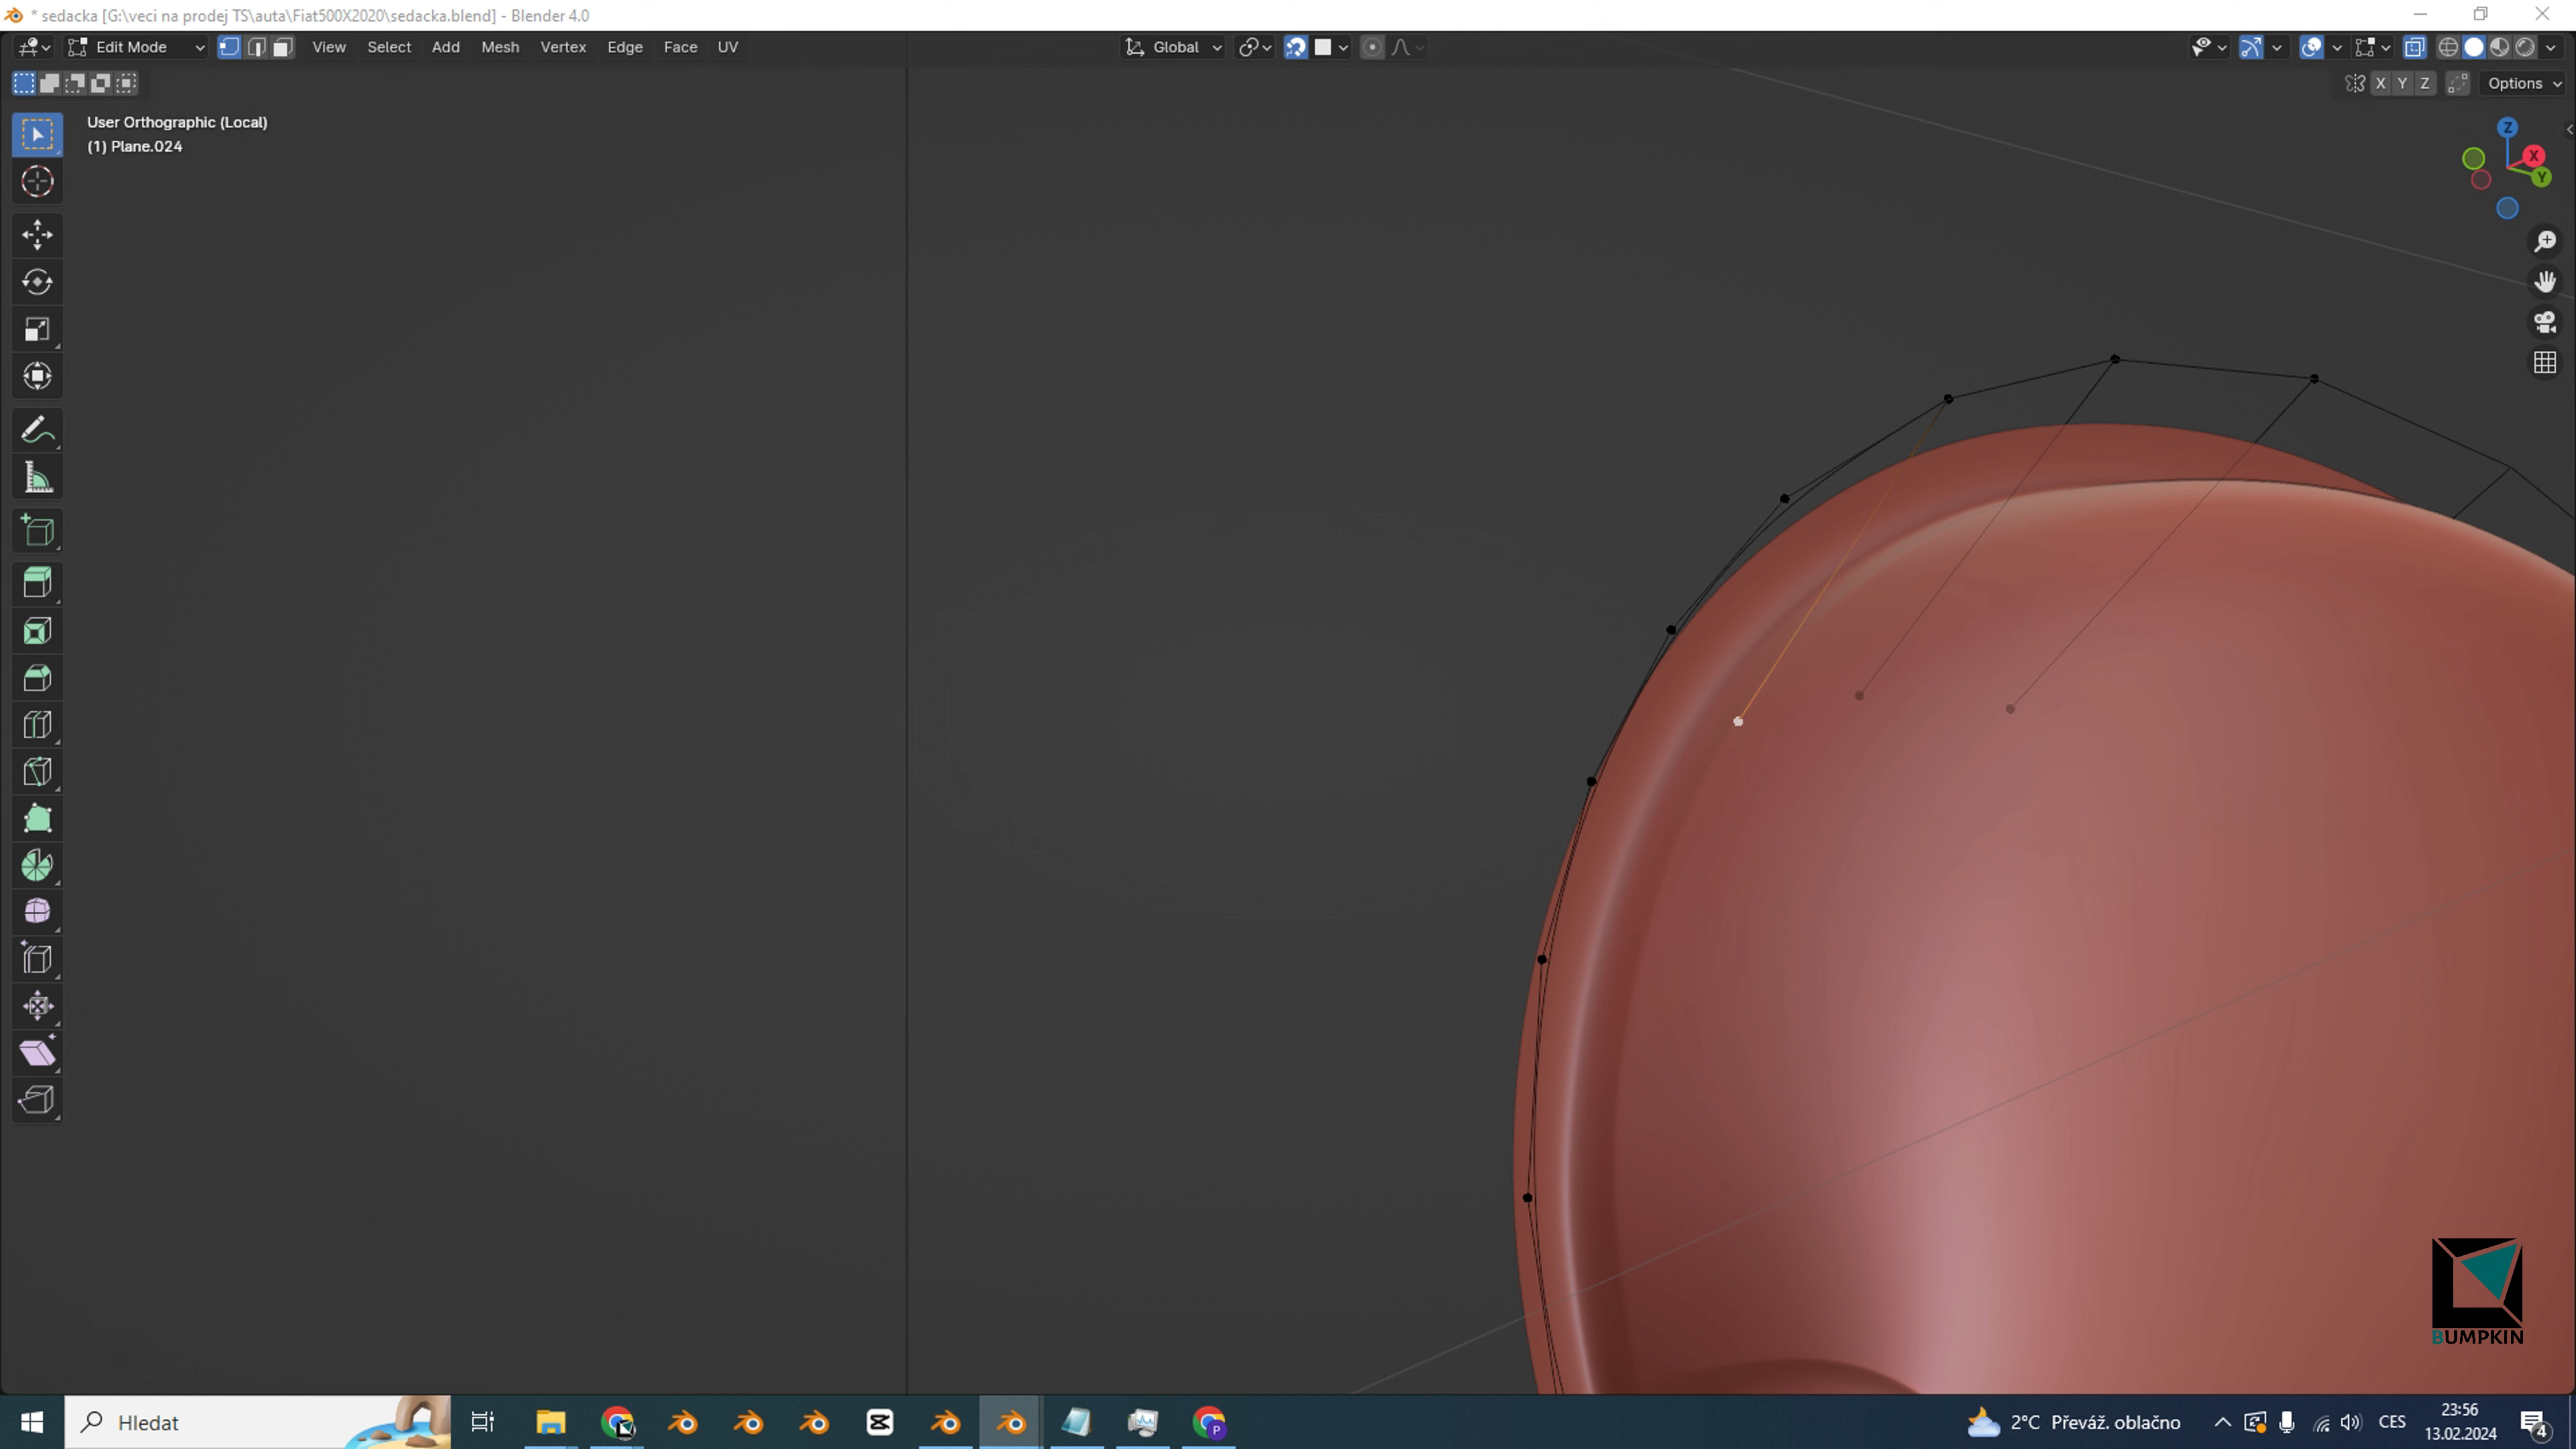 * sedacka [G:\veci na prodej TS\auta\Fiat500X2020\sedacka.blend] - Blender 4.0
Edit Mode View Select Add Mesh Vertex Edge Face UV Global
X Y Z Options
User Orthographic (Local)
(1) Plane.024
Z
X
Y
BUMPKIN
Hledat
P
2°C Převáž. oblačno
CES
23:56
13.02.2024
4